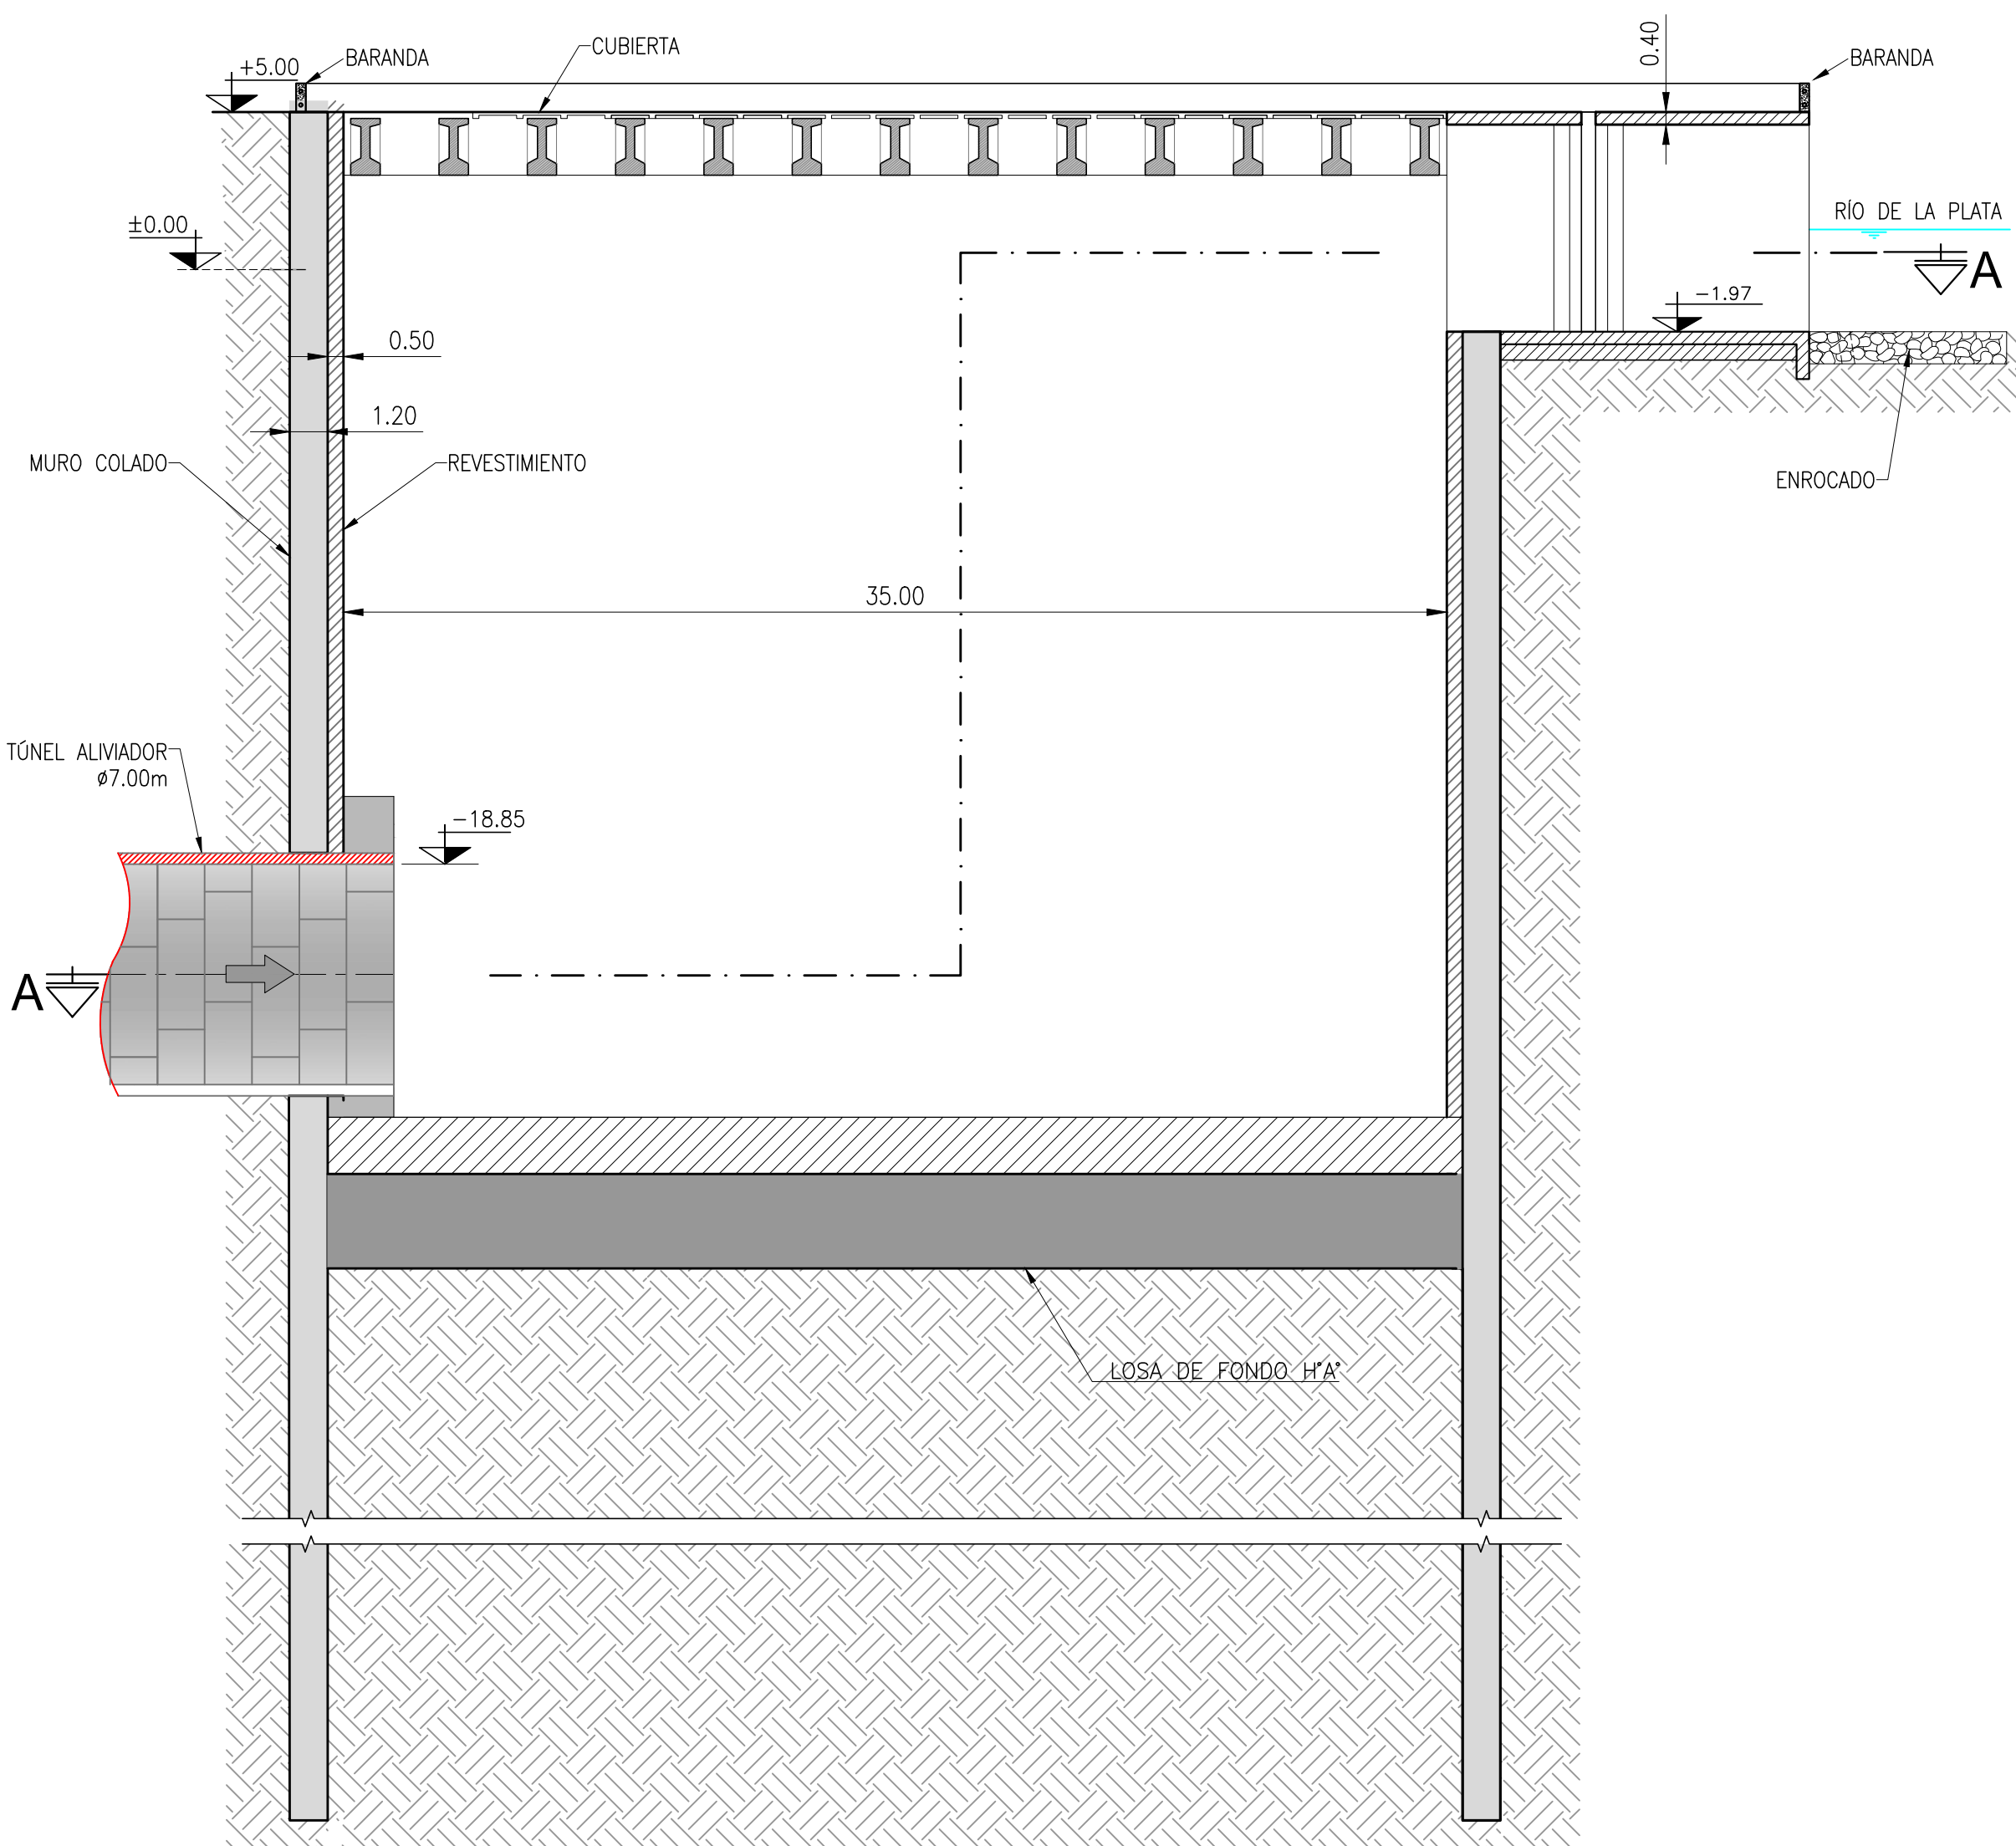 0.40
CUBIERTA
BARANDA
BARANDA
+5.00
RÍO DE LA PLATA
±0.00
A
-1.97
0.50
1.20
MURO COLADO
REVESTIMIENTO
ENROCADO
35.00
TÚNEL ALIVIADOR
ø7.00m
-18.85
A
LOSA DE FONDO H°A°